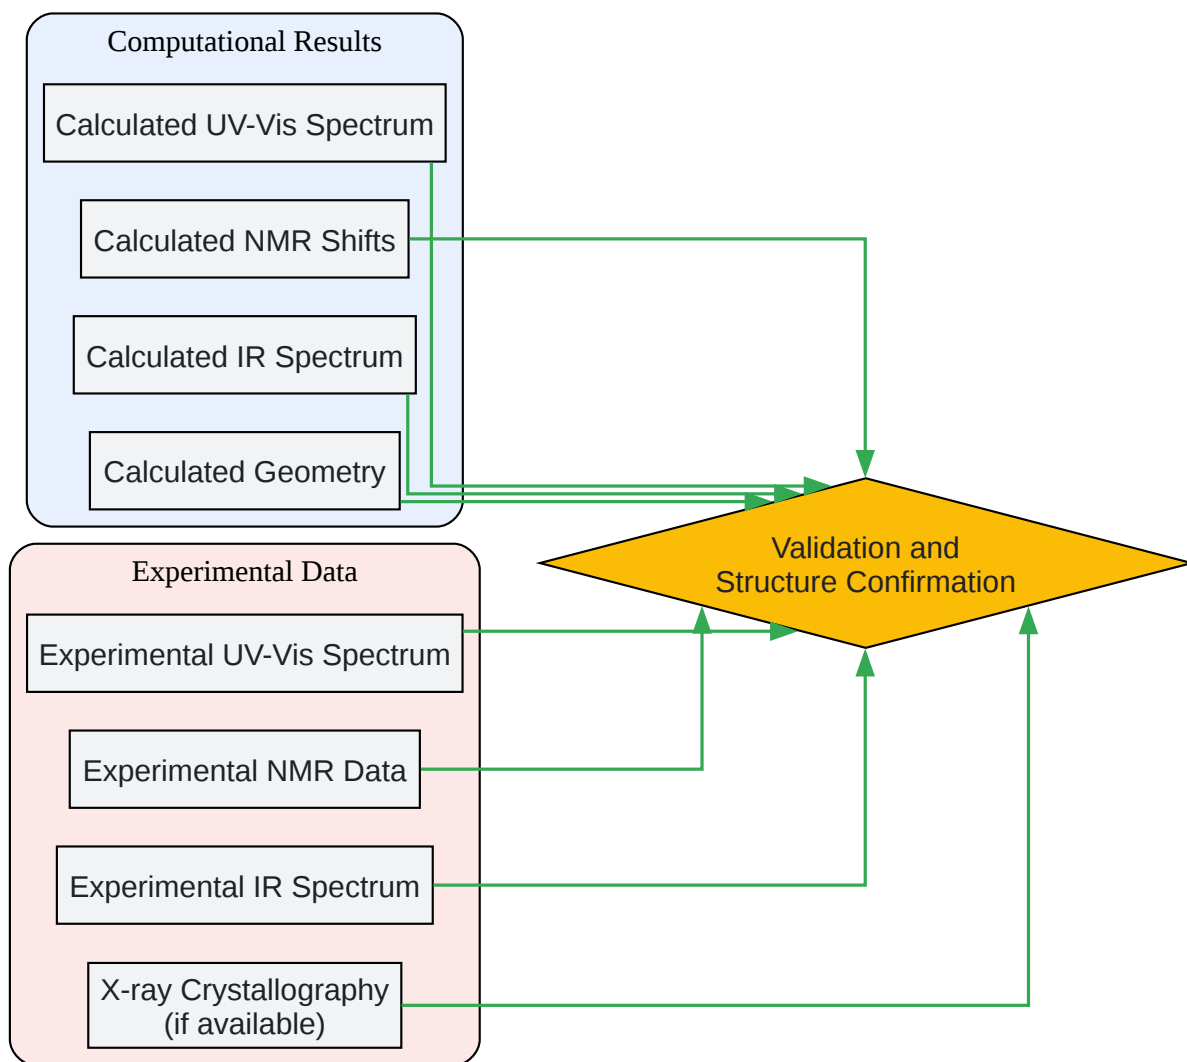 Computational Results
Calculated UV-Vis Spectrum
Calculated NMR Shifts
Calculated IR Spectrum
Calculated Geometry
Validation and
Structure Confirmation
Experimental Data
Experimental UV-Vis Spectrum
Experimental NMR Data
Experimental IR Spectrum
X-ray Crystallography
(if available)